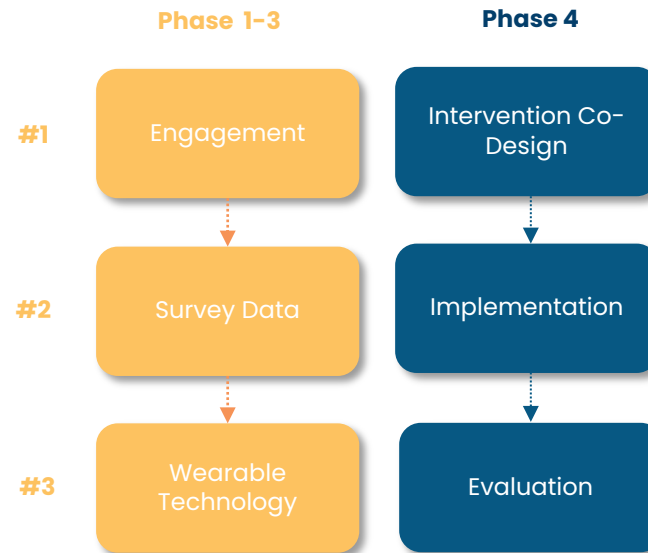 Phase 1-3
Phase 4
#1
Engagement
Intervention Co-
Design
#2
Survey Data
Implementation
#3
Wearable
Technology
Evaluation